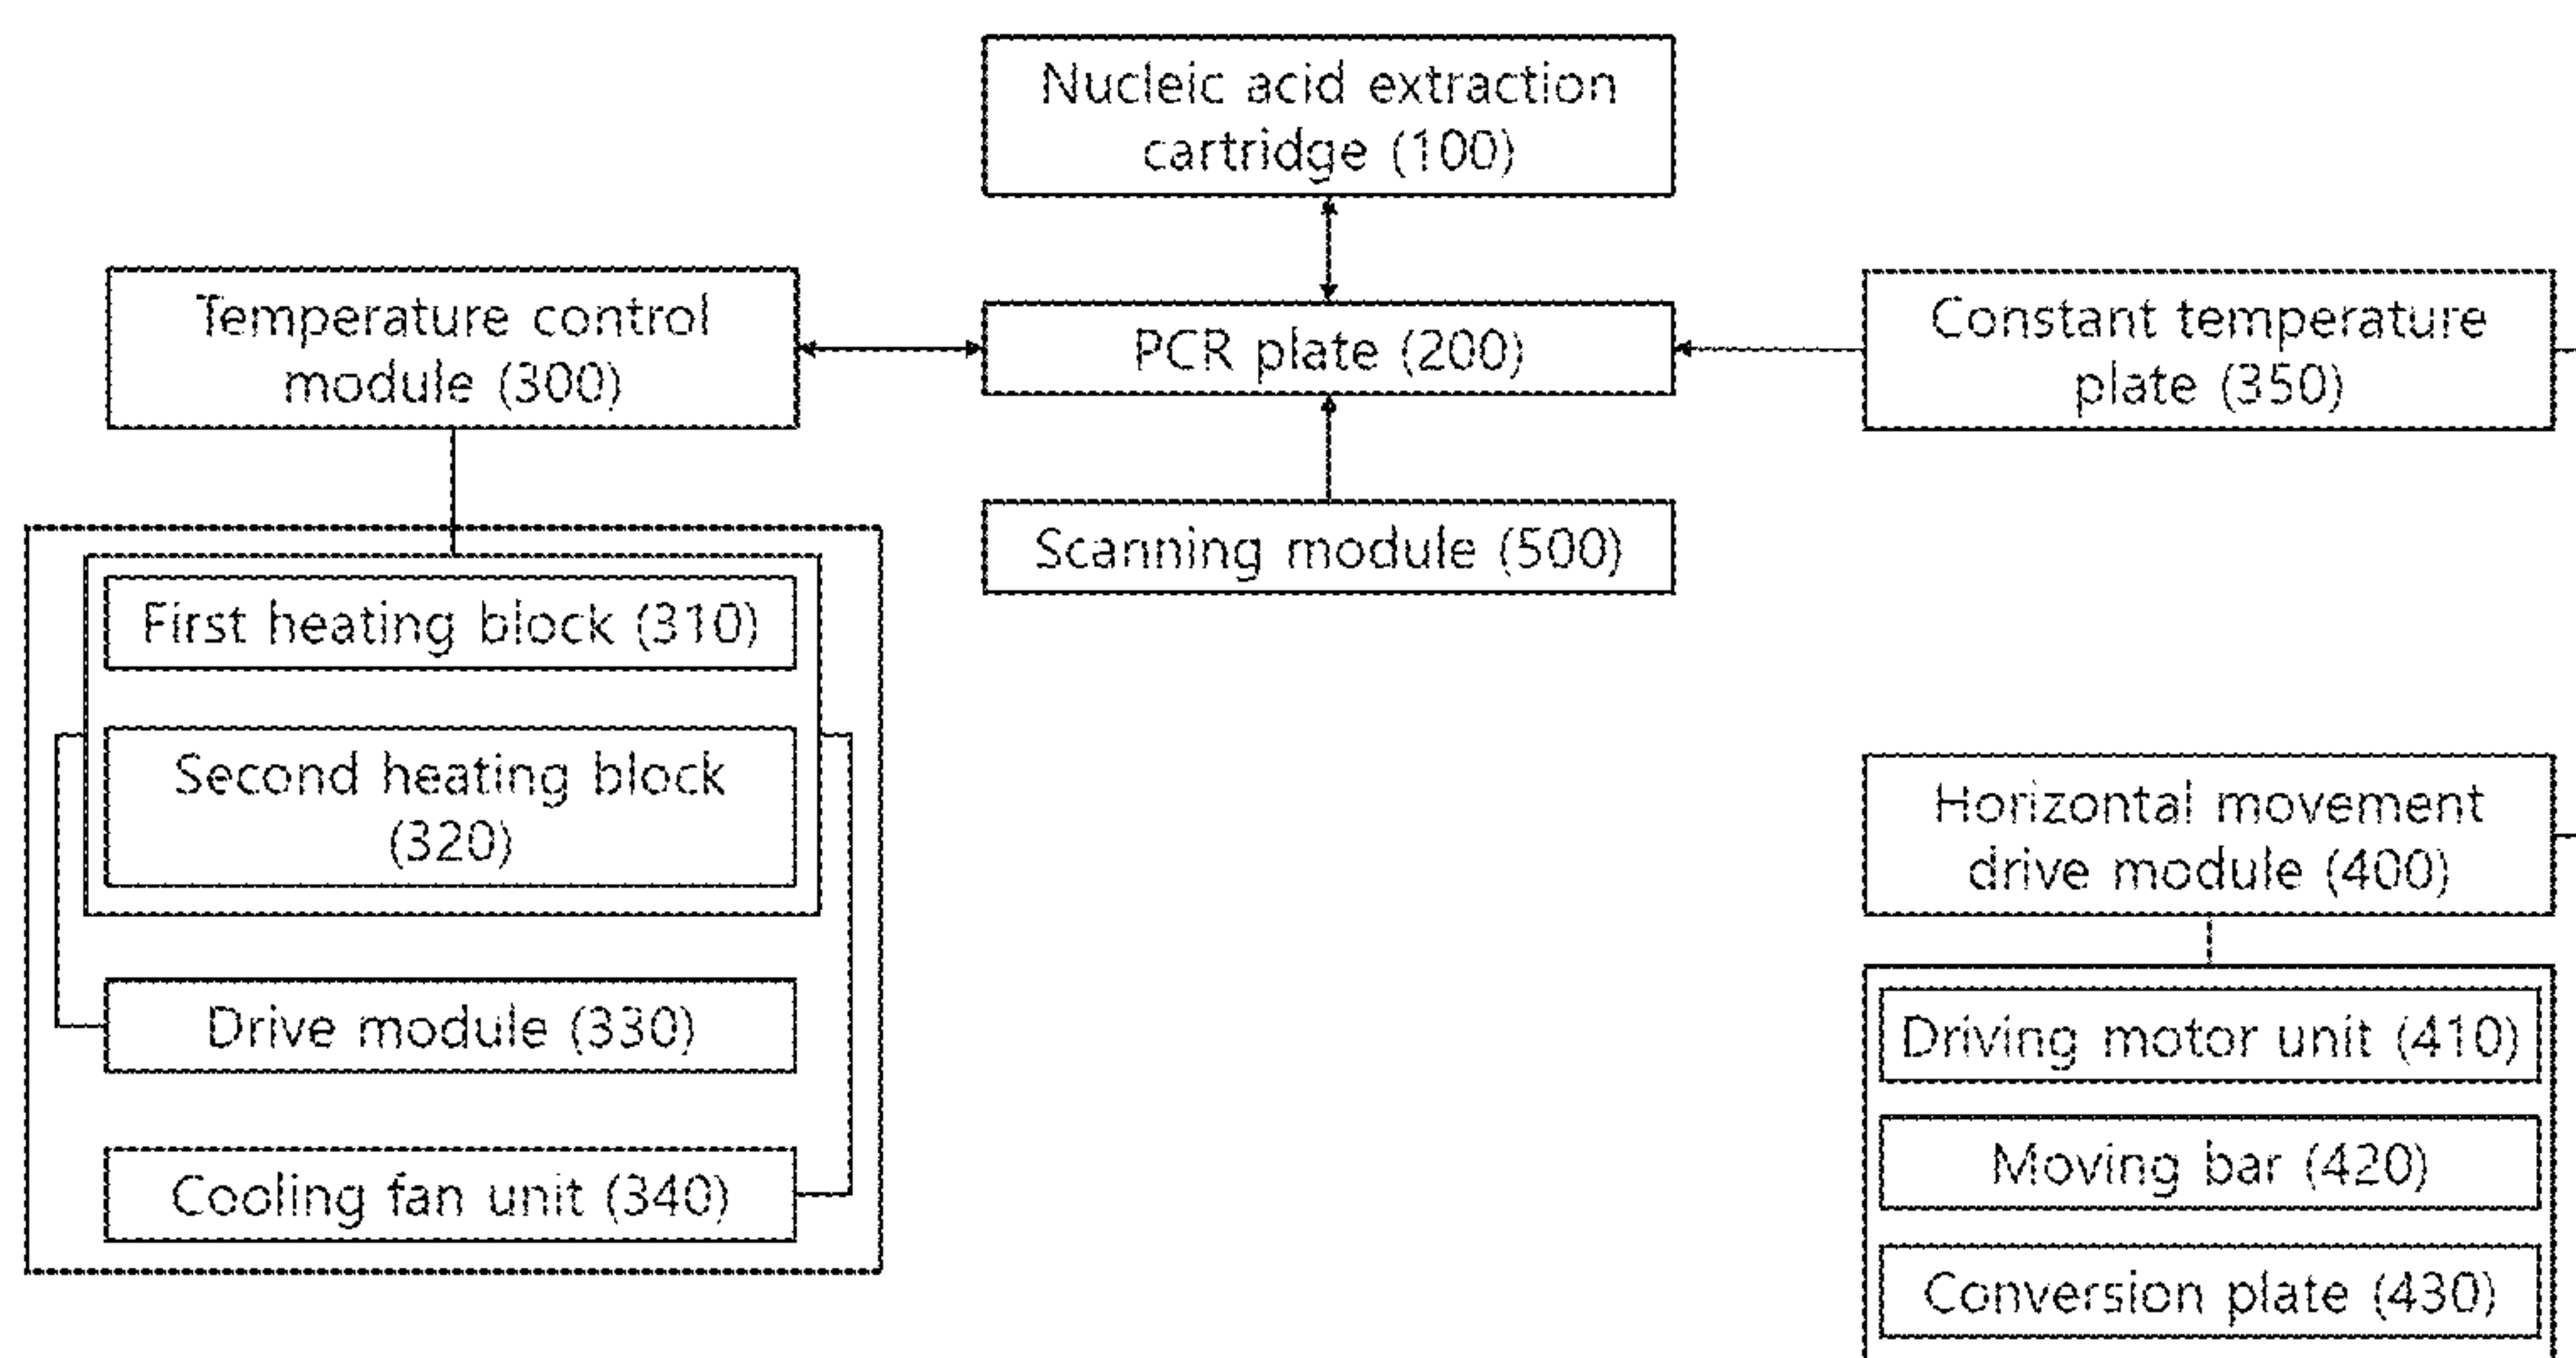 Nucleic acid extraction
cartridge (100)
Temperature control
module (300)
PCR plate (200)
Constant temperature
plate (350)
Scanning module (500)
First heating block (310)
Second heating block
(320)
Drive module (330)
Cooling fan unit (340)
Horizontal movement
drive module (400)
Driving motor unit (410)
Moving bar (420)
Conversion plate (430)